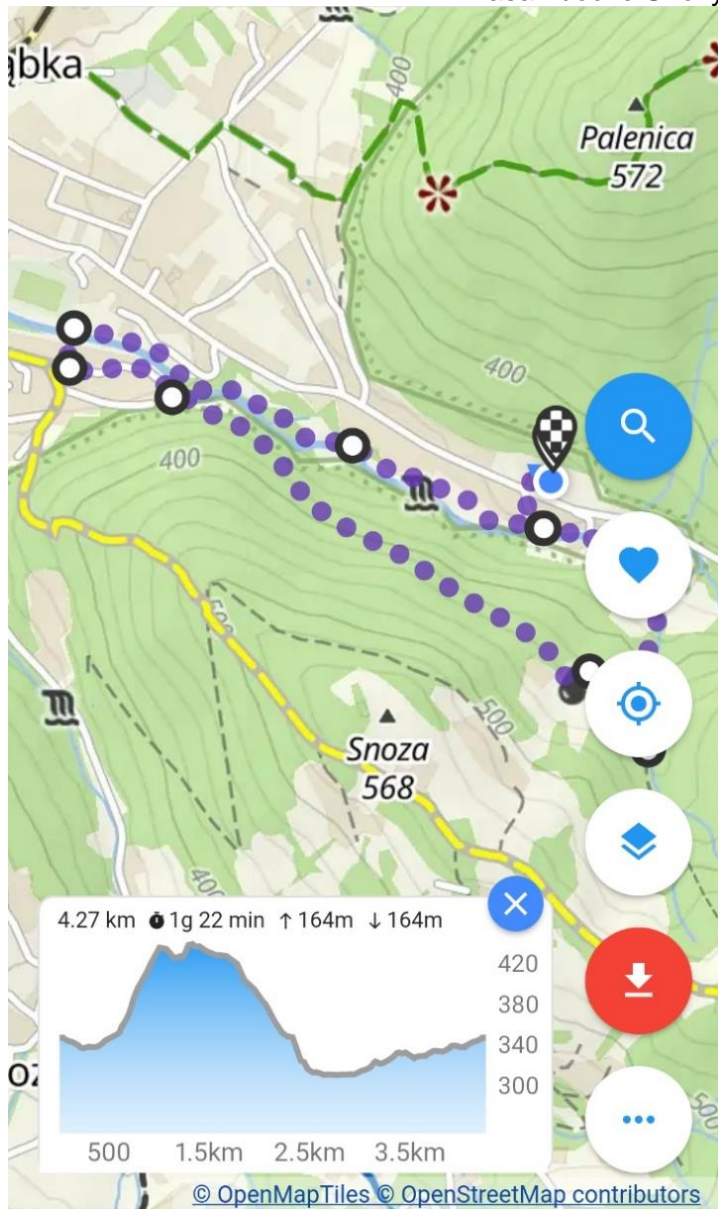 ąbka
400
Palenica
572
400
400
500
500
Snoza
568
400
4.27 km 1g 22 min ↑ 164m ↓ 164m
420
380
340
300
500 1.5km 2.5km 3.5km
500
© OpenMapTiles © OpenStreetMap contributors